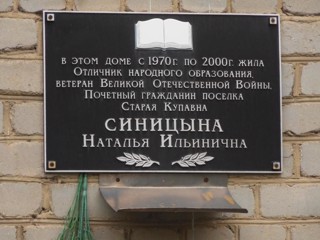 В ЭТОМ ДОМЕ С 1970Г. ПО 2000Г. ЖИЛА
ОТЛИЧНИК НАРОДНОГО ОБРАЗОВАНИЯ,
ВЕТЕРАН ВЕЛИКОЙ ОТЕЧЕСТВЕННОЙ ВОЙНЫ,
ПОЧЕТНЫЙ ГРАЖДАНИН ПОСЕЛКА
СТАРАЯ КУПАВНА
СИНИЦЫНА
НАТАЛЬЯ ИЛЬИНИЧНА